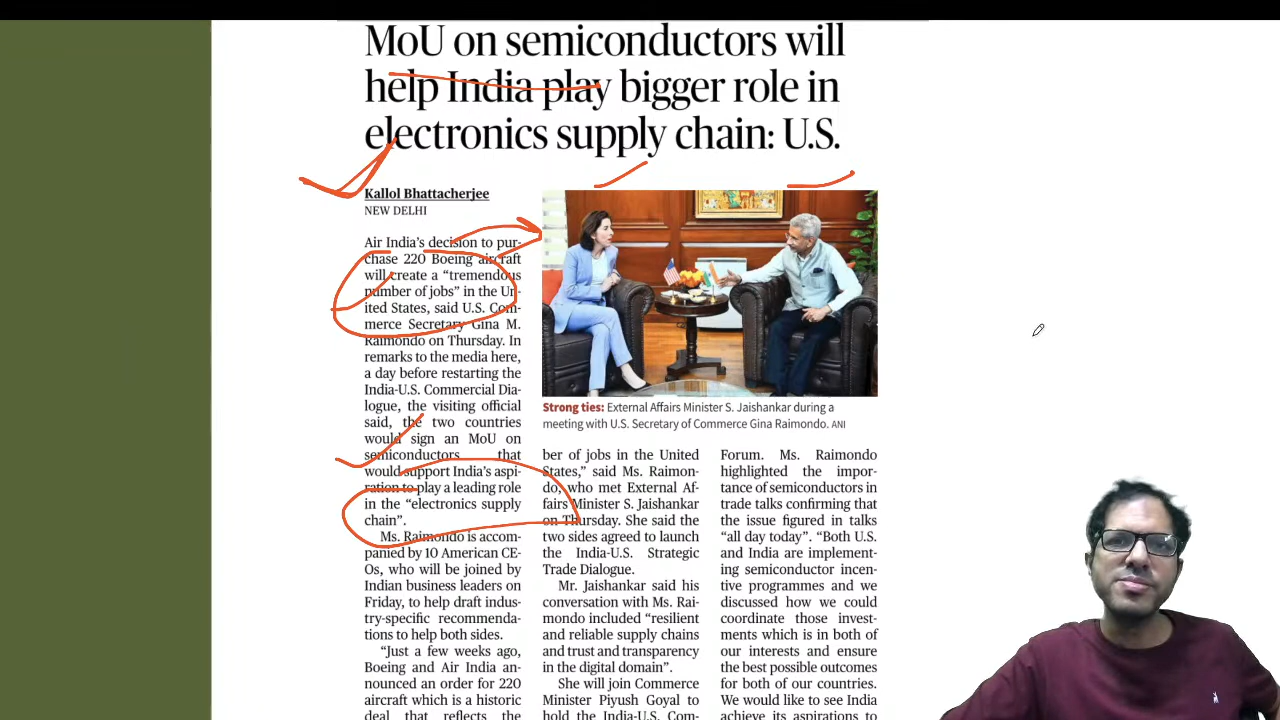 MoU on semiconductors will
help India play bigger role in
electronics supply chain: U.S.
Kallol Bhattacherjee
NEW DELHI
Air India's decision to pur-
chase 220 Boeing aircraft
will create a “tremendous
number of jobs” in the Un-
ited States, said U.S. Com-
merce Secretary Gina M.
Raimondo on Thursday. In
remarks to the media here,
a day before restarting the
India-U.S. Commercial Dia-
logue, the visiting official
said, the two countries
would sign an MoU on
semiconductors that
would support India's aspi-
ration to play a leading role
in the “electronics supply
chain”.
Ms. Raimondo is accom-
panied by 10 American CE-
Os, who will be joined by
Indian business leaders on
Friday, to help draft indus-
try-specific recommenda-
tions to help both sides.
“Just a few weeks ago,
Boeing and Air India an-
nounced an order for 220
aircraft which is a historic
deal that reflects the
Strong ties: External Affairs Minister S. Jaishankar during a
meeting with U.S. Secretary of Commerce Gina Raimondo. ANI
ber of jobs in the United
States,” said Ms. Raimon-
do, who met External Af-
fairs Minister S. Jaishankar
on Thursday. She said the
two sides agreed to launch
the India-U.S. Strategic
Trade Dialogue.
Mr. Jaishankar said his
conversation with Ms. Rai-
mondo included “resilient
and reliable supply chains
and trust and transparency
in the digital domain”.
She will join Commerce
Minister Piyush Goyal to
hold the India-U.S. Com-
Forum. Ms. Raimondo
highlighted the impor-
tance of semiconductors in
trade talks confirming that
the issue figured in talks
“all day today”. “Both U.S.
and India are implement-
ing semiconductor incen-
tive programmes and we
discussed how we could
coordinate those invest-
ments which is in both of
our interests and ensure
the best possible outcomes
for both of our countries.
We would like to see India
achieve its aspirations to